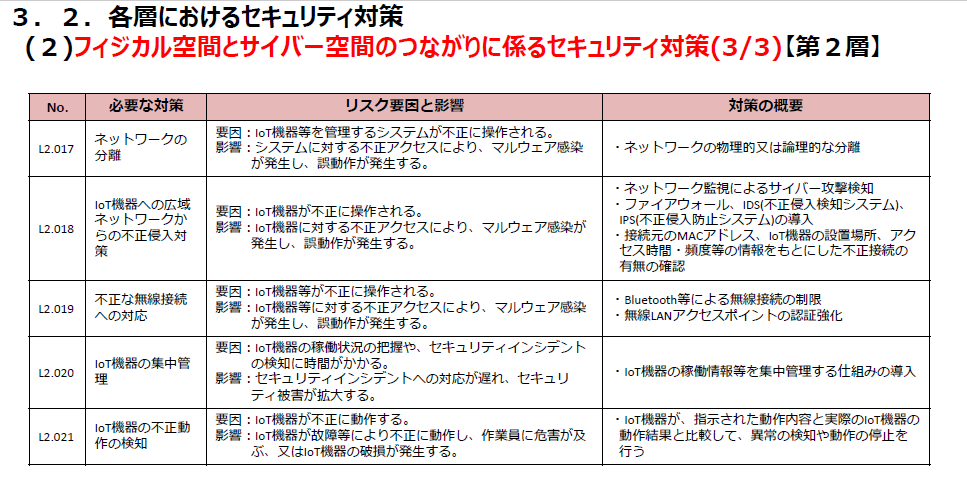 ３．２．各層におけるセキュリティ対策
(２)フィジカル空間とサイバー空間のつながりに係るセキュリティ対策(3/3)【第２層】
No.
必要な対策
リスク要因と影響
対策の概要
L2.017
ネットワークの
分離
要因：IoT機器等を管理するシステムが不正に操作される。
影響：システムに対する不正アクセスにより、マルウェア感染
が発生し、誤動作が発生する。
・ネットワークの物理的又は論理的な分離
L2.018
IoT機器への広域
ネットワークか
らの不正侵入対
策
要因：IoT機器が不正に操作される。
影響：IoT機器に対する不正アクセスにより、マルウェア感染が
発生し、誤動作が発生する。
・ネットワーク監視によるサイバー攻撃検知
・ファイアウォール、IDS(不正侵入検知システム)、
IPS(不正侵入防止システム)の導入
・接続元のMACアドレス、IoT機器の設置場所、アク
セス時間・頻度等の情報をもとにした不正接続の
有無の確認
L2.019
不正な無線接続
への対応
要因：IoT機器等が不正に操作される。
影響：IoT機器等に対する不正アクセスにより、マルウェア感染
が発生し、誤動作が発生する。
・Bluetooth等による無線接続の制限
・無線LANアクセスポイントの認証強化
L2.020
IoT機器の集中管
理
要因：IoT機器の稼働状況の把握や、セキュリティインシデント
の検知に時間がかかる。
影響：セキュリティインシデントへの対応が遅れ、セキュリ
ティ被害が拡大する。
・IoT機器の稼働情報等を集中管理する仕組みの導入
L2.021
IoT機器の不正動
作の検知
要因：IoT機器が不正に動作する。
影響：IoT機器が故障等により不正に動作し、作業員に危害が及
ぶ、又はIoT機器の破損が発生する。
・IoT機器が、指示された動作内容と実際のIoT機器の
動作結果と比較して、異常の検知や動作の停止を
行う